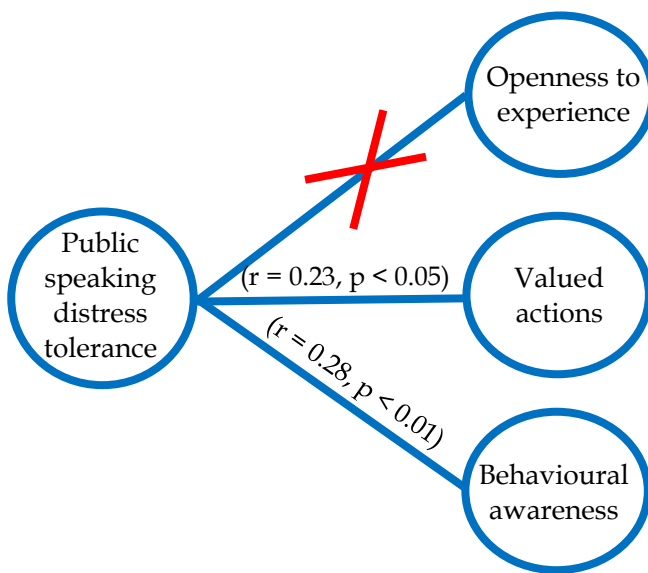 Openness to
experience
Public
speaking
distress
tolerance
(r = 0.23, p < 0.05)
Valued
actions
(r = 0.28, p < 0.01)
Behavioural
awareness